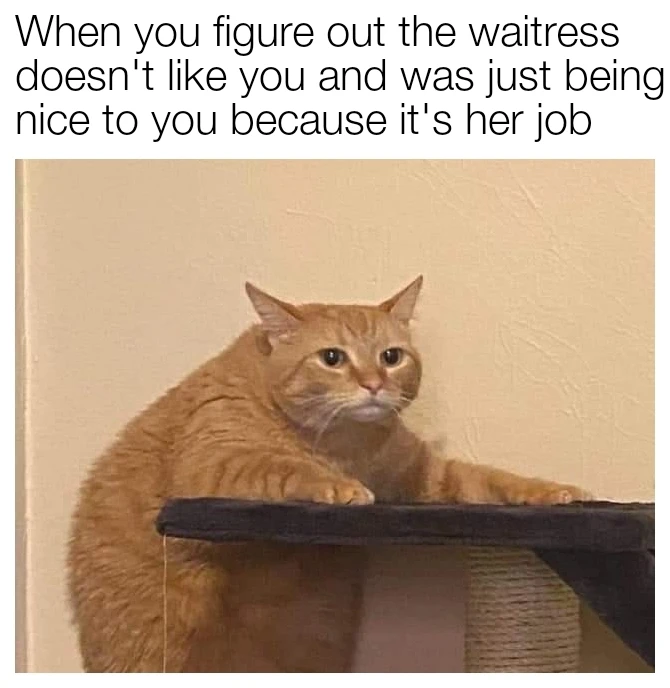 When you figure out the waitress
doesn't like you and was just being
nice to you because it's her job